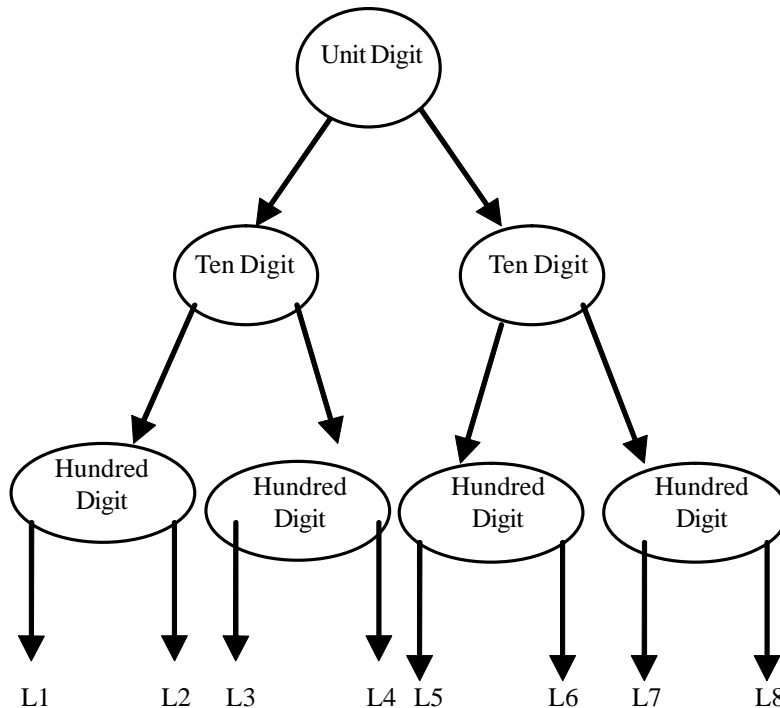 Unit Digit
Ten Digit
Ten Digit
Hundred
Digit
Hundred
Digit
Hundred
Digit
Hundred
Digit
L1
L2
L3
L4
L5
L6
L7
L8